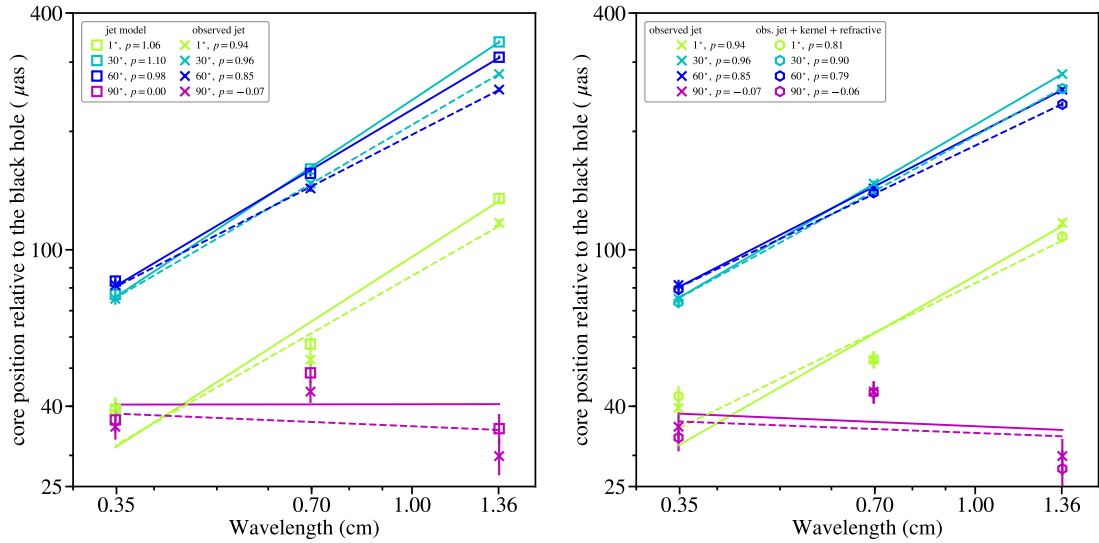 400
100
40
25
core position relative to the black hole ( μas)
jet model observed jet
1°, p = 1.06 1°, p = 0.94
30°, p = 1.10 30°, p = 0.96
60°, p = 0.98 60°, p = 0.85
90°, p = 0.00 90°, p = −0.07
0.35 0.70 1.00 1.36
Wavelength (cm)
400
100
40
25
core position relative to the black hole ( μas)
observed jet obs. jet + kernel + refractive
1°, p = 0.94 1°, p = 0.81
30°, p = 0.96 30°, p = 0.90
60°, p = 0.85 60°, p = 0.79
90°, p = −0.07 90°, p = −0.06
0.35 0.70 1.00 1.36
Wavelength (cm)